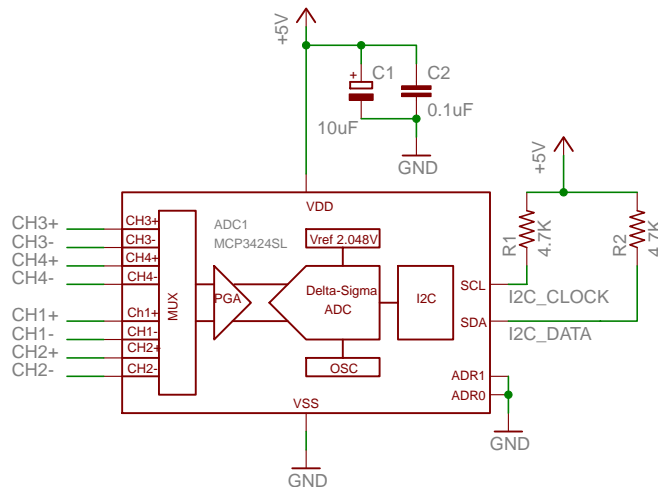 +5V
C1
C2
+
10uF
0.1uF
GND
+5V
VDD
CH3+
CH3-
CH4+
CH4-
CH1+
CH1-
CH2+
CH2-
CH3+
CH3-
CH4+
CH4-
Ch1+
CH1-
CH2+
CH2-
MUX
ADC1
MCP3424SL
PGA
Vref 2.048V
Delta-Sigma
ADC
OSC
I2C
SCL
SDA
ADR1
ADR0
VSS
I2C_CLOCK
I2C_DATA
R1
4.7K
R2
4.7K
GND
GND